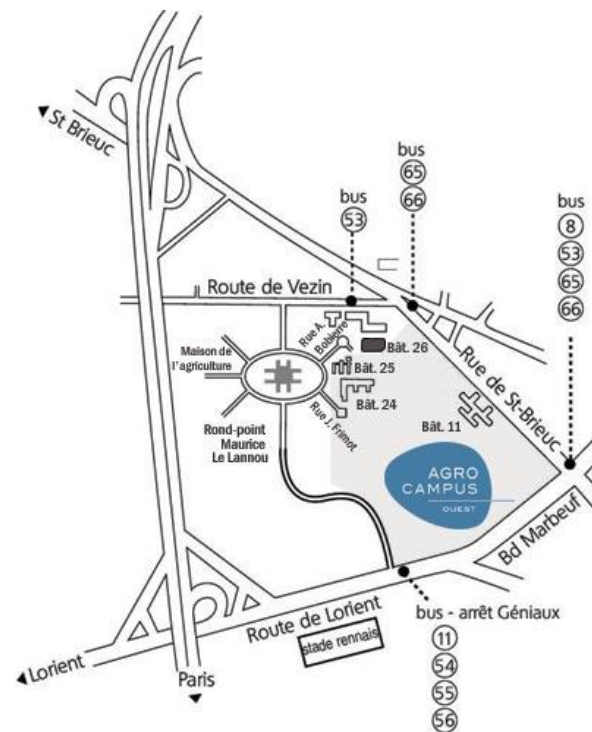 St Brieuc
bus
53
bus
65
66
bus
8
53
65
66
Route de Vezin
Rue A.
Bobierre
Bât. 26
Maison de
l'agriculture
Bât. 25
Bât. 24
Rue de St-Brieuc
Bât. 11
Rond-point
Maurice
Le Lannou
Rue J. Frimot
AGRO
CAMPUS
OUEST
Bd Marbeuf
Route de Lorient
bus - arrêt Géniaux
11
54
55
56
stade rennais
Lorient
Paris